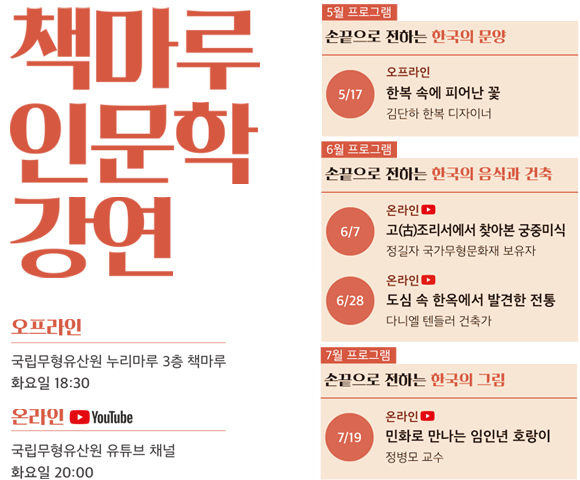 책마루
인문학
강연
오프라인
국립무형유산원 누리마루 3층 책마루
화요일 18:30
온라인 YouTube
국립무형유산원 유튜브 채널
화요일 20:00
5월 프로그램
손끝으로 전하는 한국의 문양
5/17
오프라인
한복 속에 피어난 꽃
김단하 한복 디자이너
6월 프로그램
손끝으로 전하는 한국의 음식과 건축
6/7
온라인
고(古)조리서에서 찾아본 궁중미식
정길자 국가무형문화재 보유자
6/28
온라인
도심 속 한옥에서 발견한 전통
다니엘 텐들러 건축가
7월 프로그램
손끝으로 전하는 한국의 그림
7/19
온라인
민화로 만나는 임인년 호랑이
정병모 교수